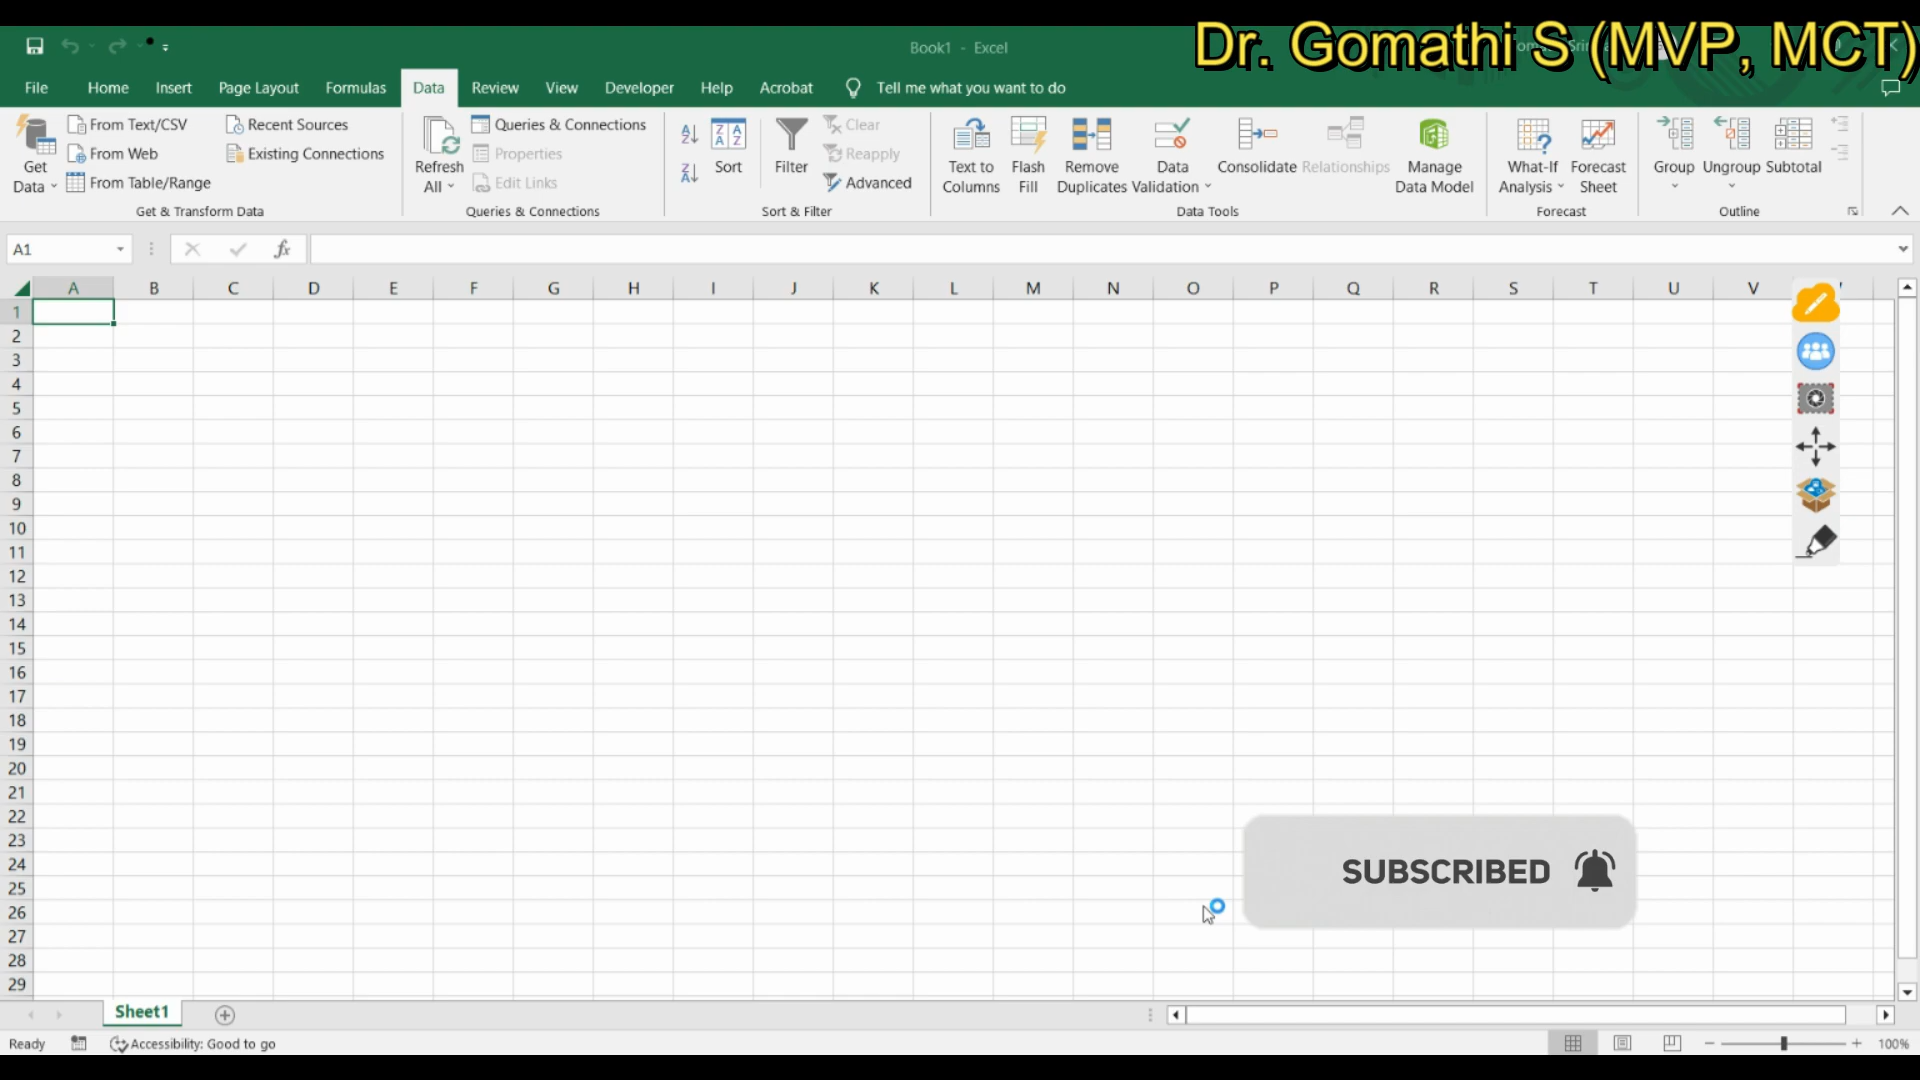 Dr. Gomathi S (MVP, MCT)
Book1 - Excel
File Home Insert Page Layout Formulas Data Review View Developer Help Acrobat Tell me what you want to do
Get Data
From Text/CSV
From Web
From Table/Range
Recent Sources
Existing Connections
Get & Transform Data
Refresh All
Queries & Connections
Properties
Edit Links
Queries & Connections
Sort
Filter
Clear
Reapply
Advanced
Sort & Filter
Text to Columns
Flash Fill
Remove Duplicates
Data Validation
Consolidate
Relationships
Manage Data Model
Data Tools
What-If Analysis
Forecast Sheet
Forecast
Group
Ungroup
Subtotal
Outline
A1
fx
A B C D E F G H I J K L M N O P Q R S T U V
1
2
3
4
5
6
7
8
9
10
11
12
13
14
15
16
17
18
19
20
21
22
23
24
25
26
27
28
29
SUBSCRIBED
Sheet1
Ready Accessibility: Good to go 100%